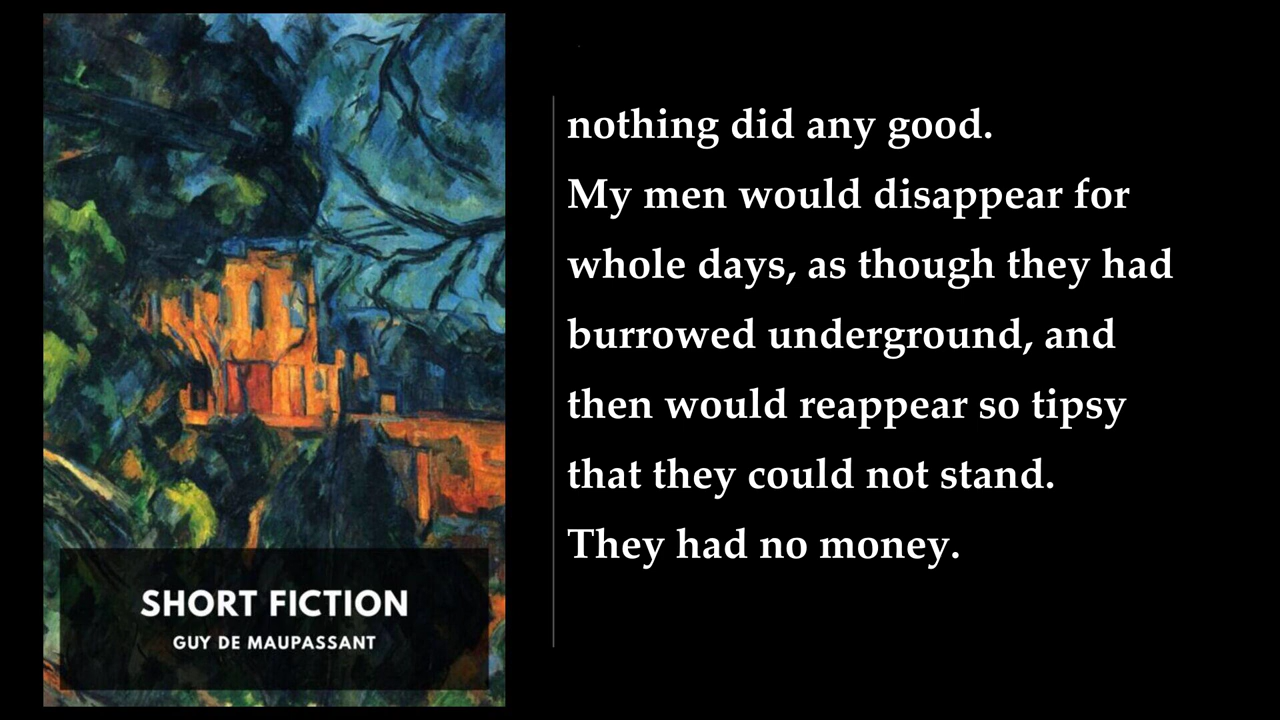 SHORT FICTION
GUY DE MAUPASSANT
nothing did any good.
My men would disappear for
whole days, as though they had
burrowed underground, and
then would reappear so tipsy
that they could not stand.
They had no money.